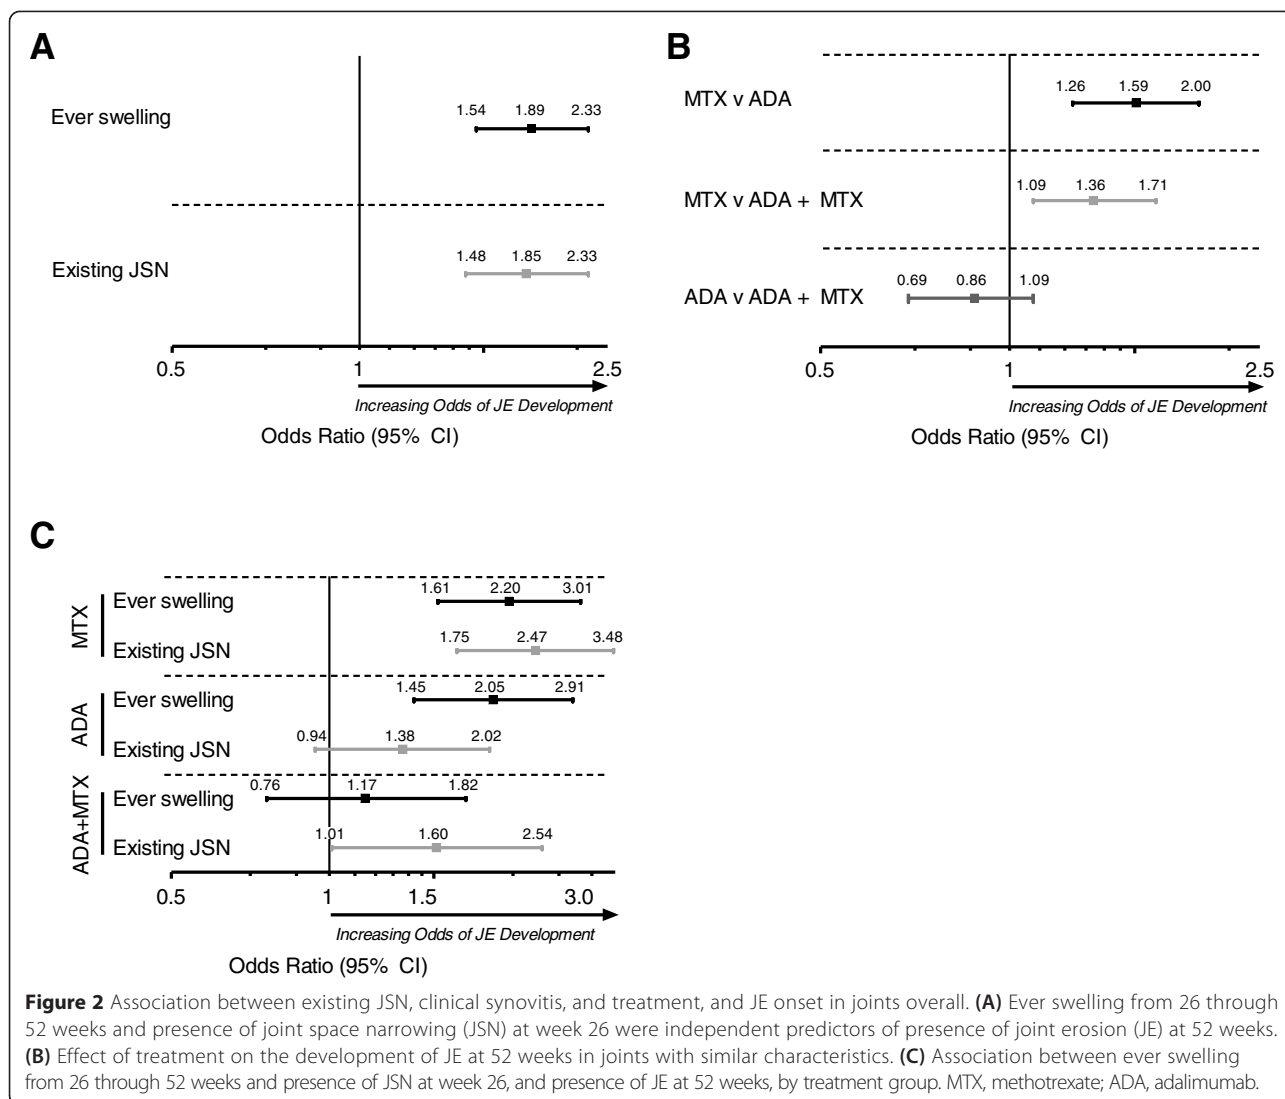 A
Ever swelling
1.54 1.89 2.33
Existing JSN
1.48 1.85 2.33
0.5 1 2.5
Increasing Odds of JE Development
Odds Ratio (95% CI)
B
MTX v ADA
1.26 1.59 2.00
MTX v ADA + MTX
1.09 1.36 1.71
ADA v ADA + MTX
0.69 0.86 1.09
0.5 1 2.5
Increasing Odds of JE Development
Odds Ratio (95% CI)
C
MTX
Ever swelling
1.61 2.20 3.01
Existing JSN
1.75 2.47 3.48
ADA
Ever swelling
1.45 2.05 2.91
Existing JSN
0.94 1.38 2.02
ADA+MTX
Ever swelling
0.76 1.17 1.82
Existing JSN
1.01 1.60 2.54
0.5 1 1.5 3.0
Increasing Odds of JE Development
Odds Ratio (95% CI)
Figure 2 Association between existing JSN, clinical synovitis, and treatment, and JE onset in joints overall. (A) Ever swelling from 26 through
52 weeks and presence of joint space narrowing (JSN) at week 26 were independent predictors of presence of joint erosion (JE) at 52 weeks.
(B) Effect of treatment on the development of JE at 52 weeks in joints with similar characteristics. (C) Association between ever swelling
from 26 through 52 weeks and presence of JSN at week 26, and presence of JE at 52 weeks, by treatment group. MTX, methotrexate; ADA, adalimumab.